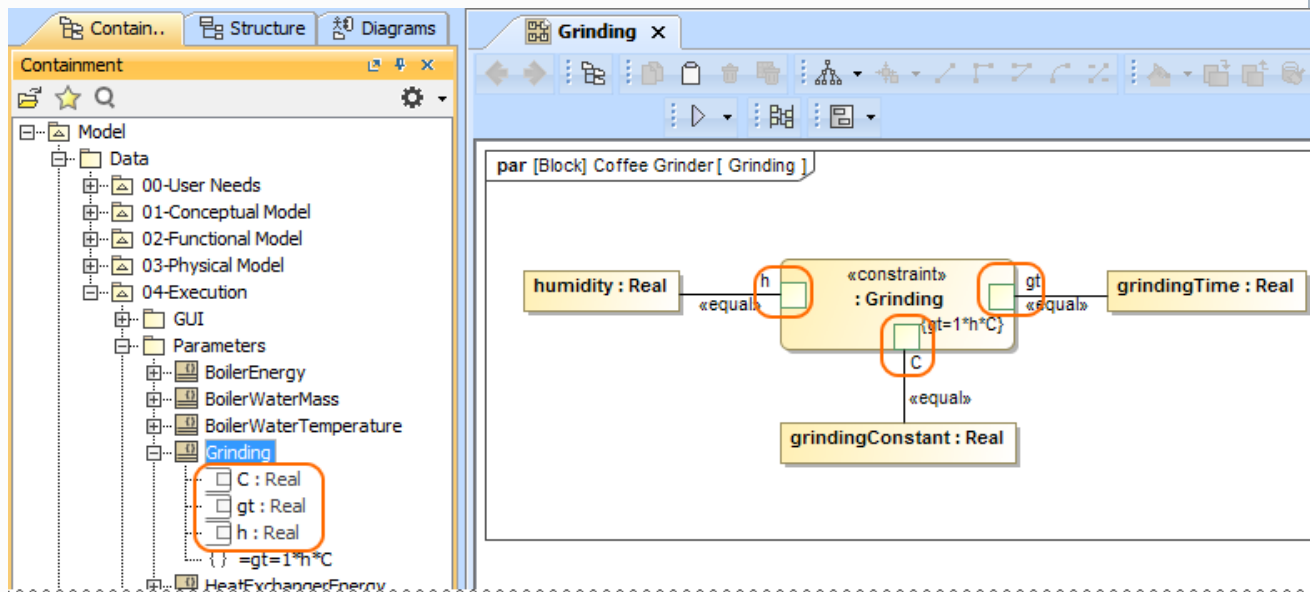 Contain..
Structure
Diagrams
Containment
Model
Data
00-User Needs
01-Conceptual Model
02-Functional Model
03-Physical Model
04-Execution
GUI
Parameters
BoilerEnergy
BoilerWaterMass
BoilerWaterTemperature
Grinding
C : Real
gt : Real
h : Real
{ } =gt=1*h*C
HeatExchangerEnergy
Grinding
par [Block] Coffee Grinder [ Grinding ]
humidity : Real
h
«equal»
«constraint»
: Grinding
{gt=1*h*C}
gt
«equal»
grindingTime : Real
C
«equal»
grindingConstant : Real